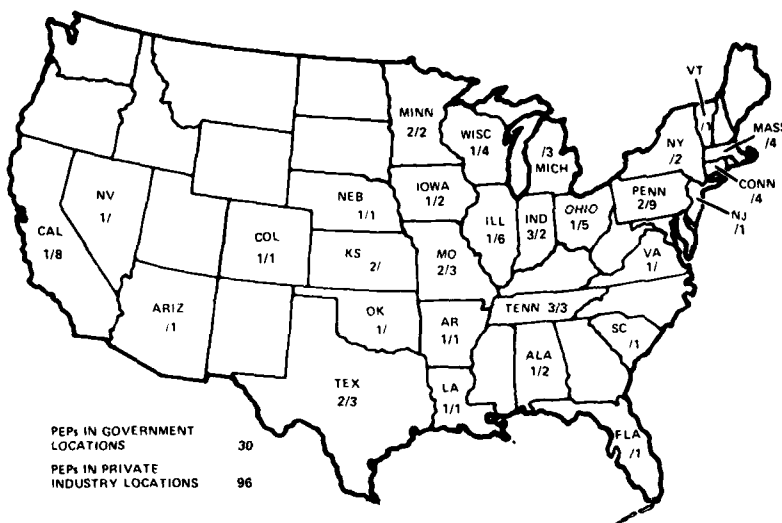 VT
/1
MINN
2/2
WISC
1/4
/3
MICH
NY
/2
MASS
/4
CONN
/4
NJ
/1
NV
1/
NEB
1/1
IOWA
1/2
PENN
2/9
CAL
1/8
COL
1/1
KS 2/
MO
2/3
ILL
1/6
IND
3/2
OHIO
1/5
VA
1/
ARIZ
/1
OK
1/
AR
1/1
TENN 3/3
SC
/1
TEX
2/3
LA
1/1
ALA
1/2
FLA
/1
PEPs IN GOVERNMENT
LOCATIONS 30
PEPs IN PRIVATE
INDUSTRY LOCATIONS 96